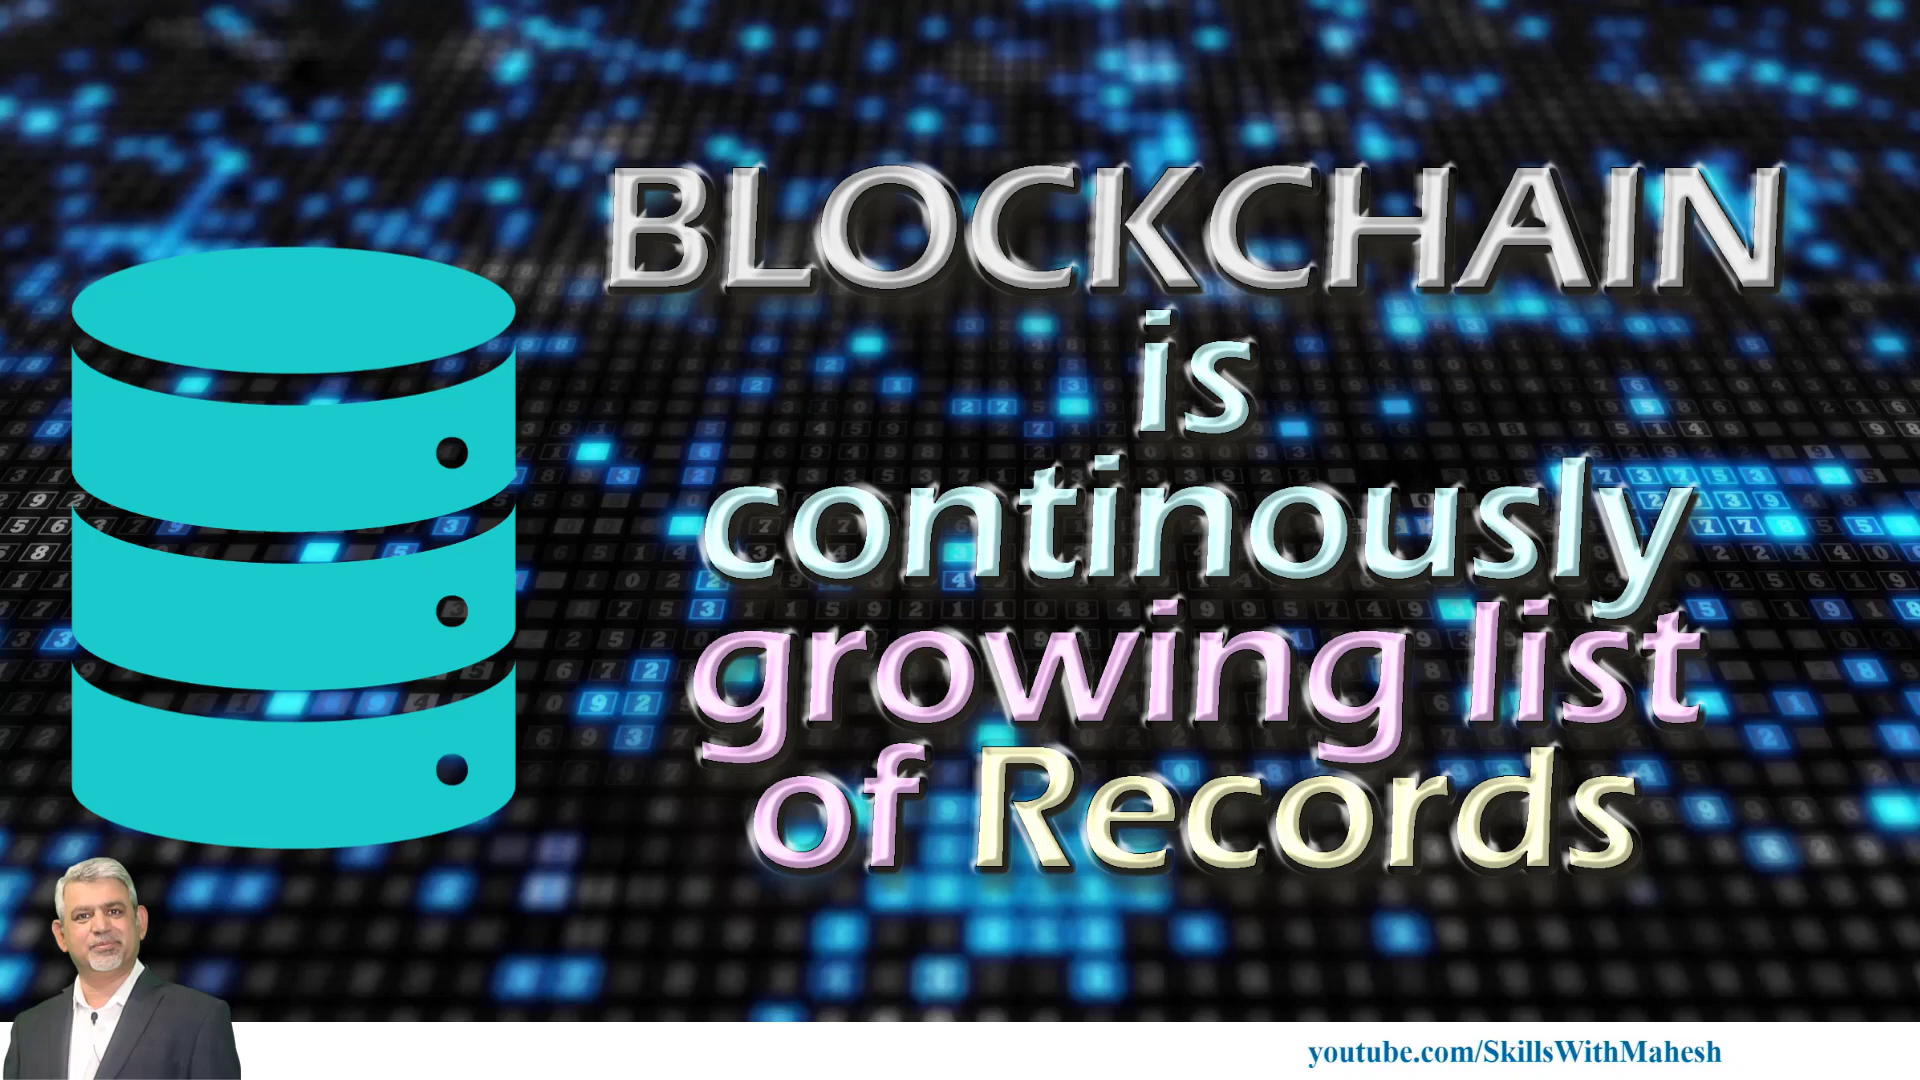 BLOCKCHAIN
is
continously
growing list
of Records
youtube.com/SkillsWithMahesh